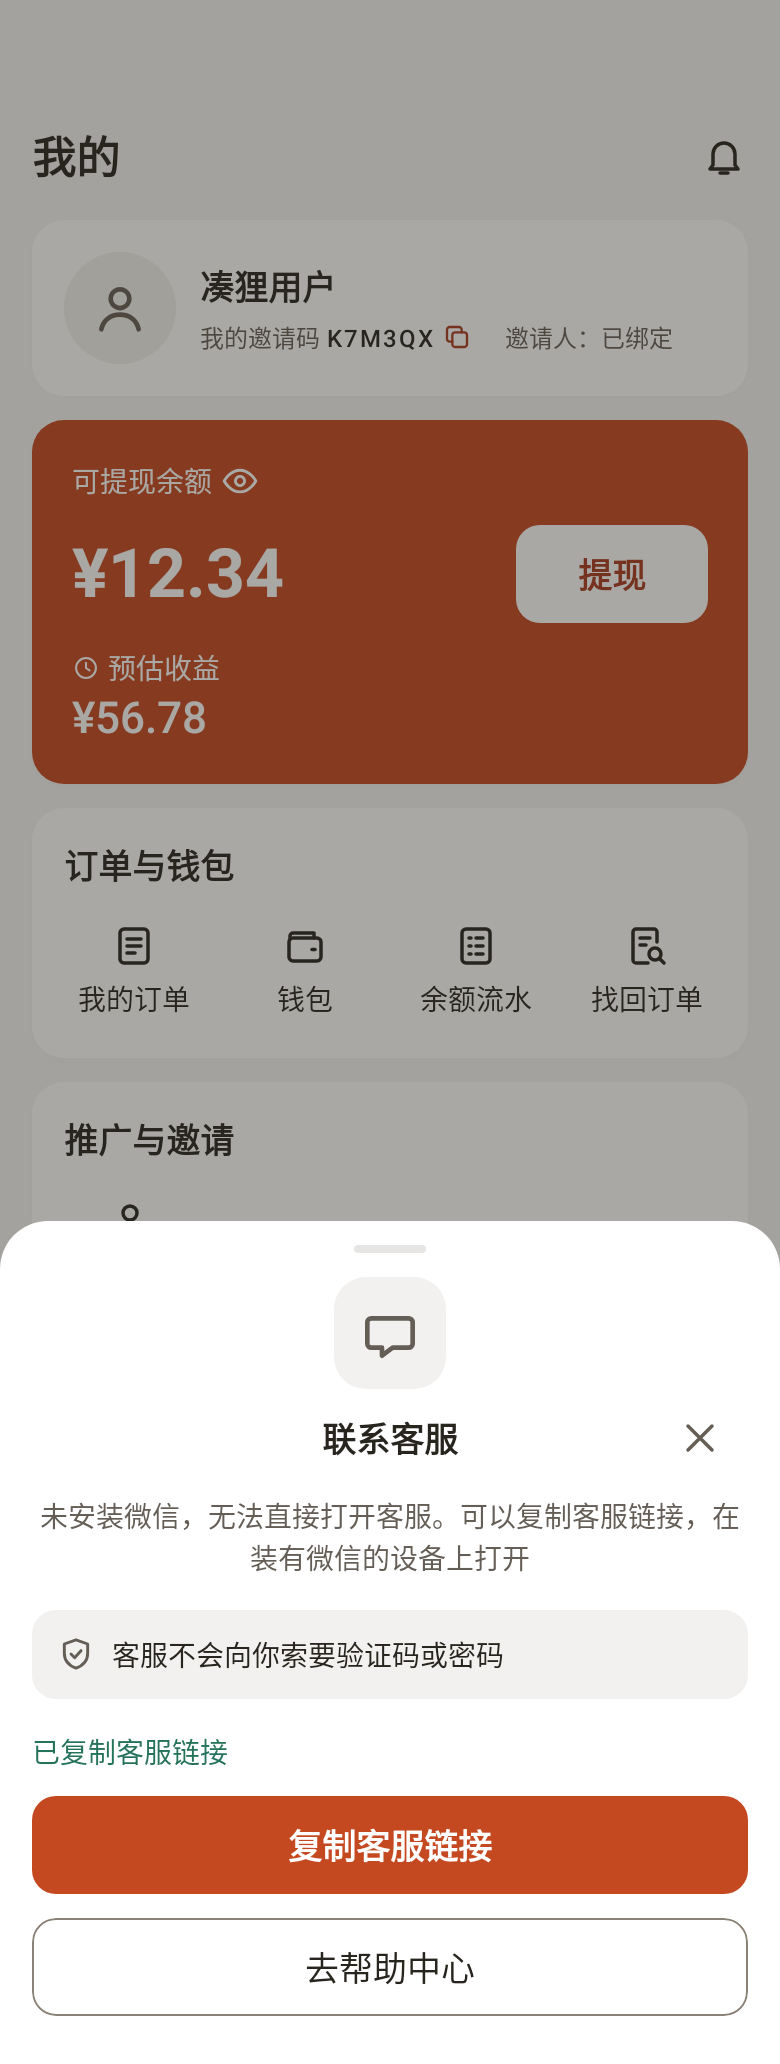 我的
凑狸用户
我的邀请码 K7M3QX 邀请人：已绑定
可提现余额
¥12.34
提现
预估收益
¥56.78
订单与钱包
我的订单 钱包 余额流水 找回订单
推广与邀请
联系客服
未安装微信，无法直接打开客服。可以复制客服链接，在
装有微信的设备上打开
客服不会向你索要验证码或密码
已复制客服链接
复制客服链接
去帮助中心